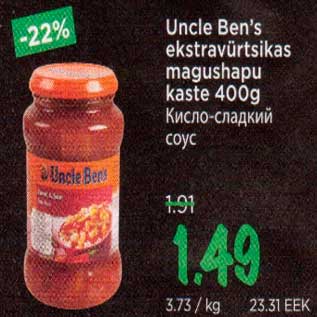 -22%
Uncle Ben's
ekstravürtsikas
magushapu
kaste 400g
Кисло-сладкий
соус
Uncle Ben's
1.91
1.49
3.73 / kg 23.31 EEK